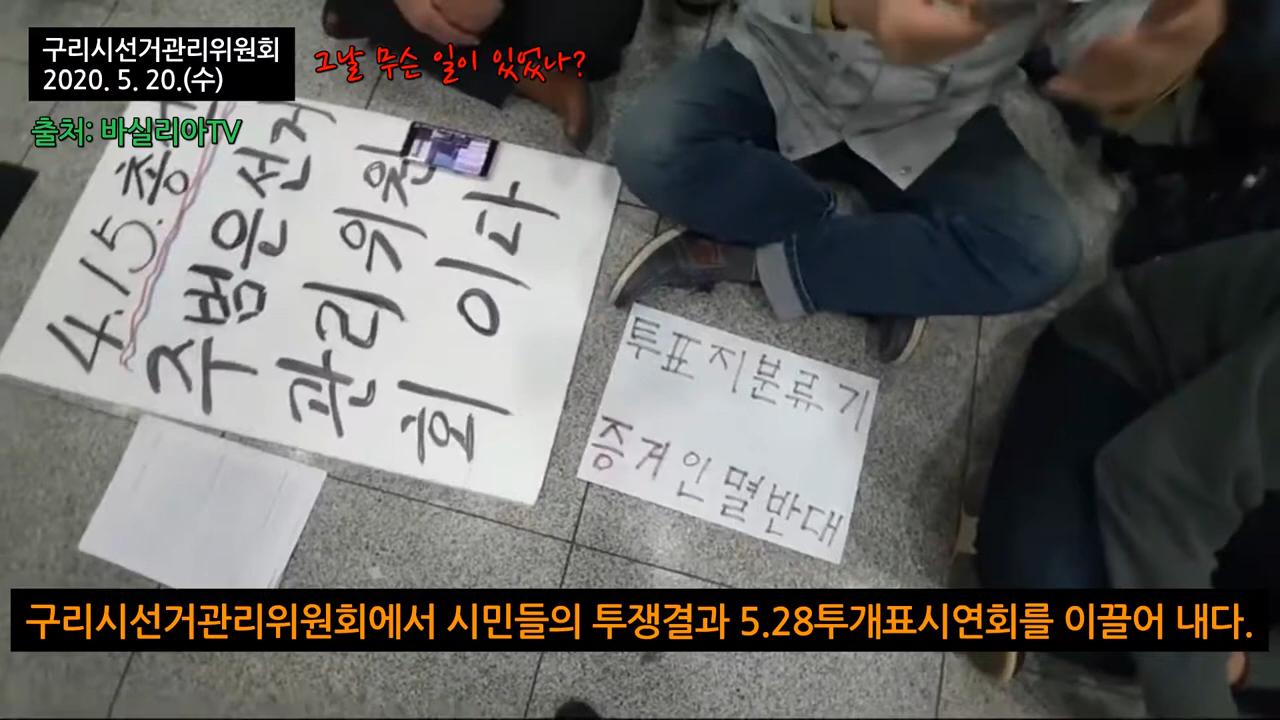 구리시선거관리위원회
2020. 5. 20.(수)
그날 무슨 일이 있었나?
출처: 바실리아TV
4.15.총
주범은선거
관리위원
회이다
투표지분류기
증거인멸반대
구리시선거관리위원회에서 시민들의 투쟁결과 5.28투개표시연회를 이끌어 내다.